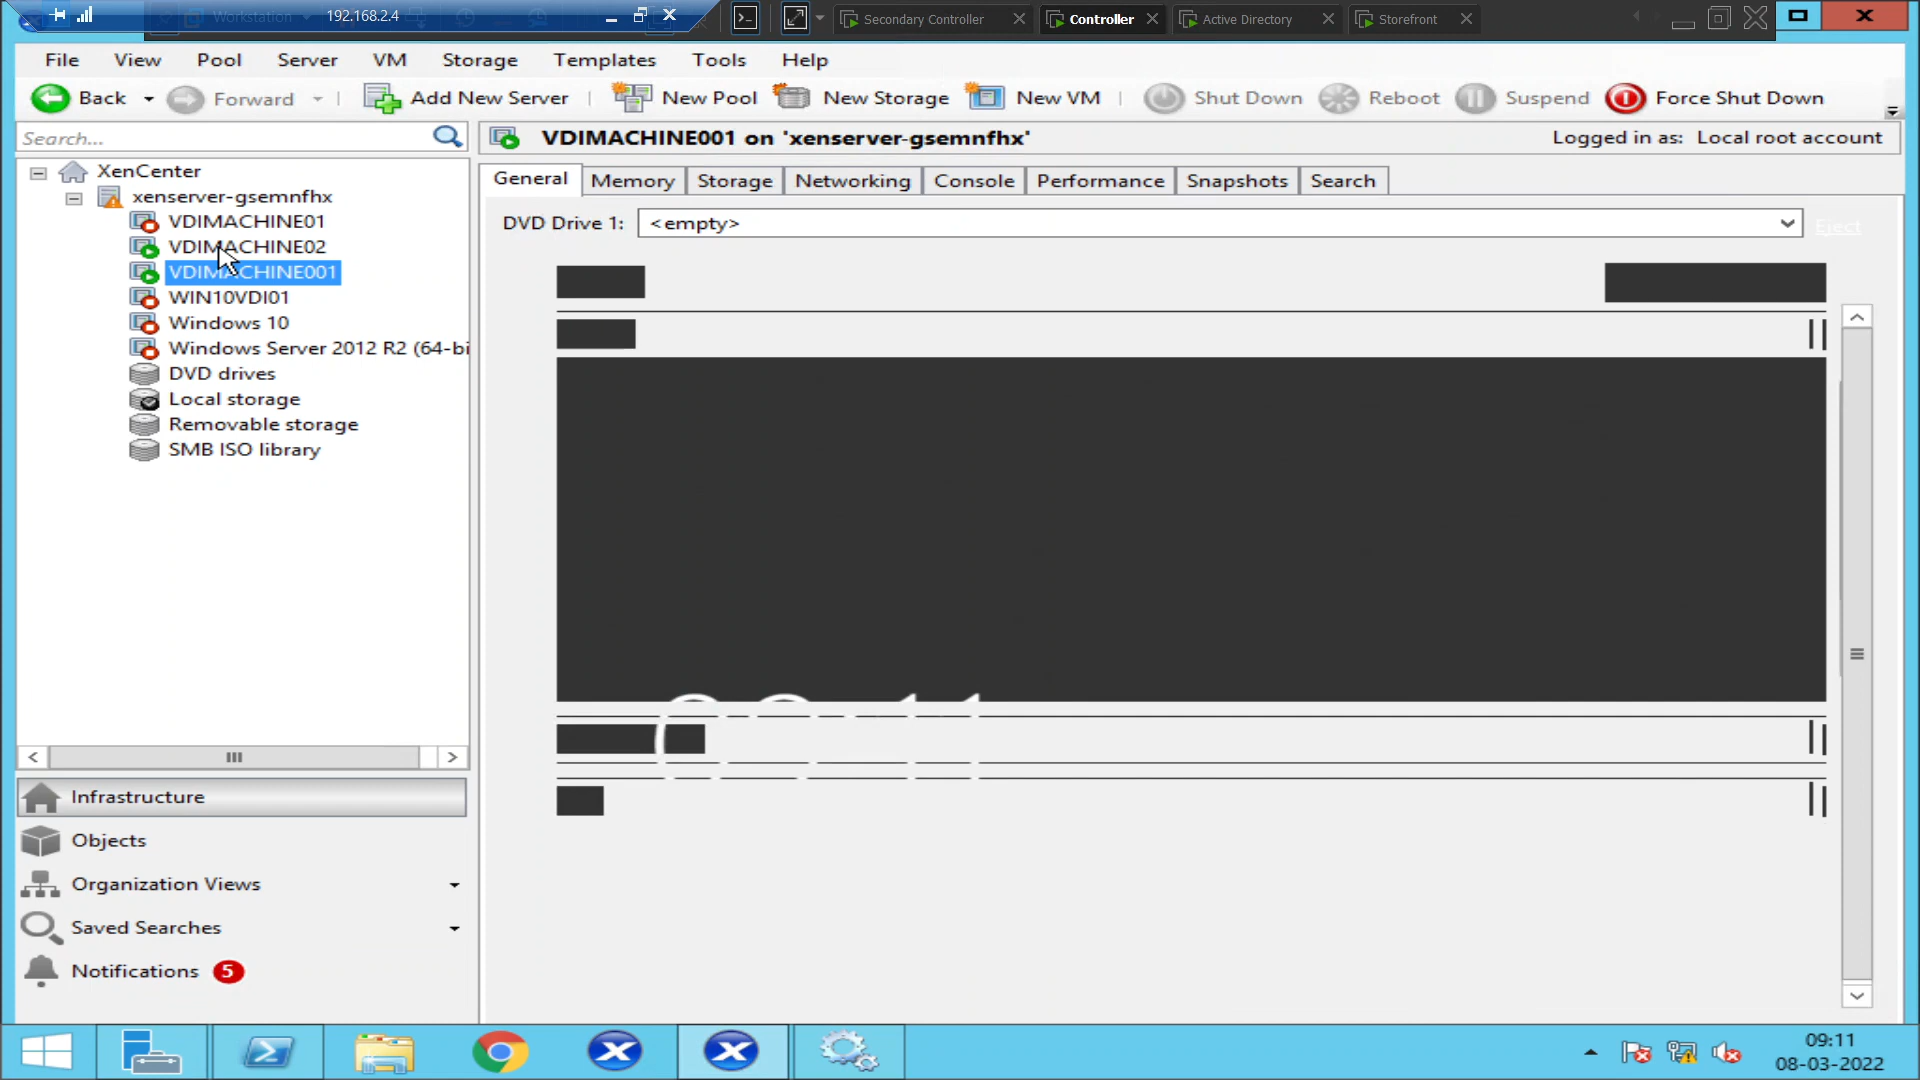 Workstation
192.168.2.4
Secondary Controller
Controller
Active Directory
Storefront
File View Pool Server VM Storage Templates Tools Help
Back Forward Add New Server New Pool New Storage New VM Shut Down Reboot Suspend Force Shut Down
Search...
VDIMACHINE001 on 'xenserver-gsemnfhx'
Logged in as: Local root account
XenCenter
xenserver-gsemnfhx
VDIMACHINE01
VDIMACHINE02
VDIMACHINE001
WIN10VDI01
Windows 10
Windows Server 2012 R2 (64-bi
DVD drives
Local storage
Removable storage
SMB ISO library
General Memory Storage Networking Console Performance Snapshots Search
DVD Drive 1: <empty> Eject
Infrastructure
Objects
Organization Views
Saved Searches
Notifications 5
09:11
08-03-2022